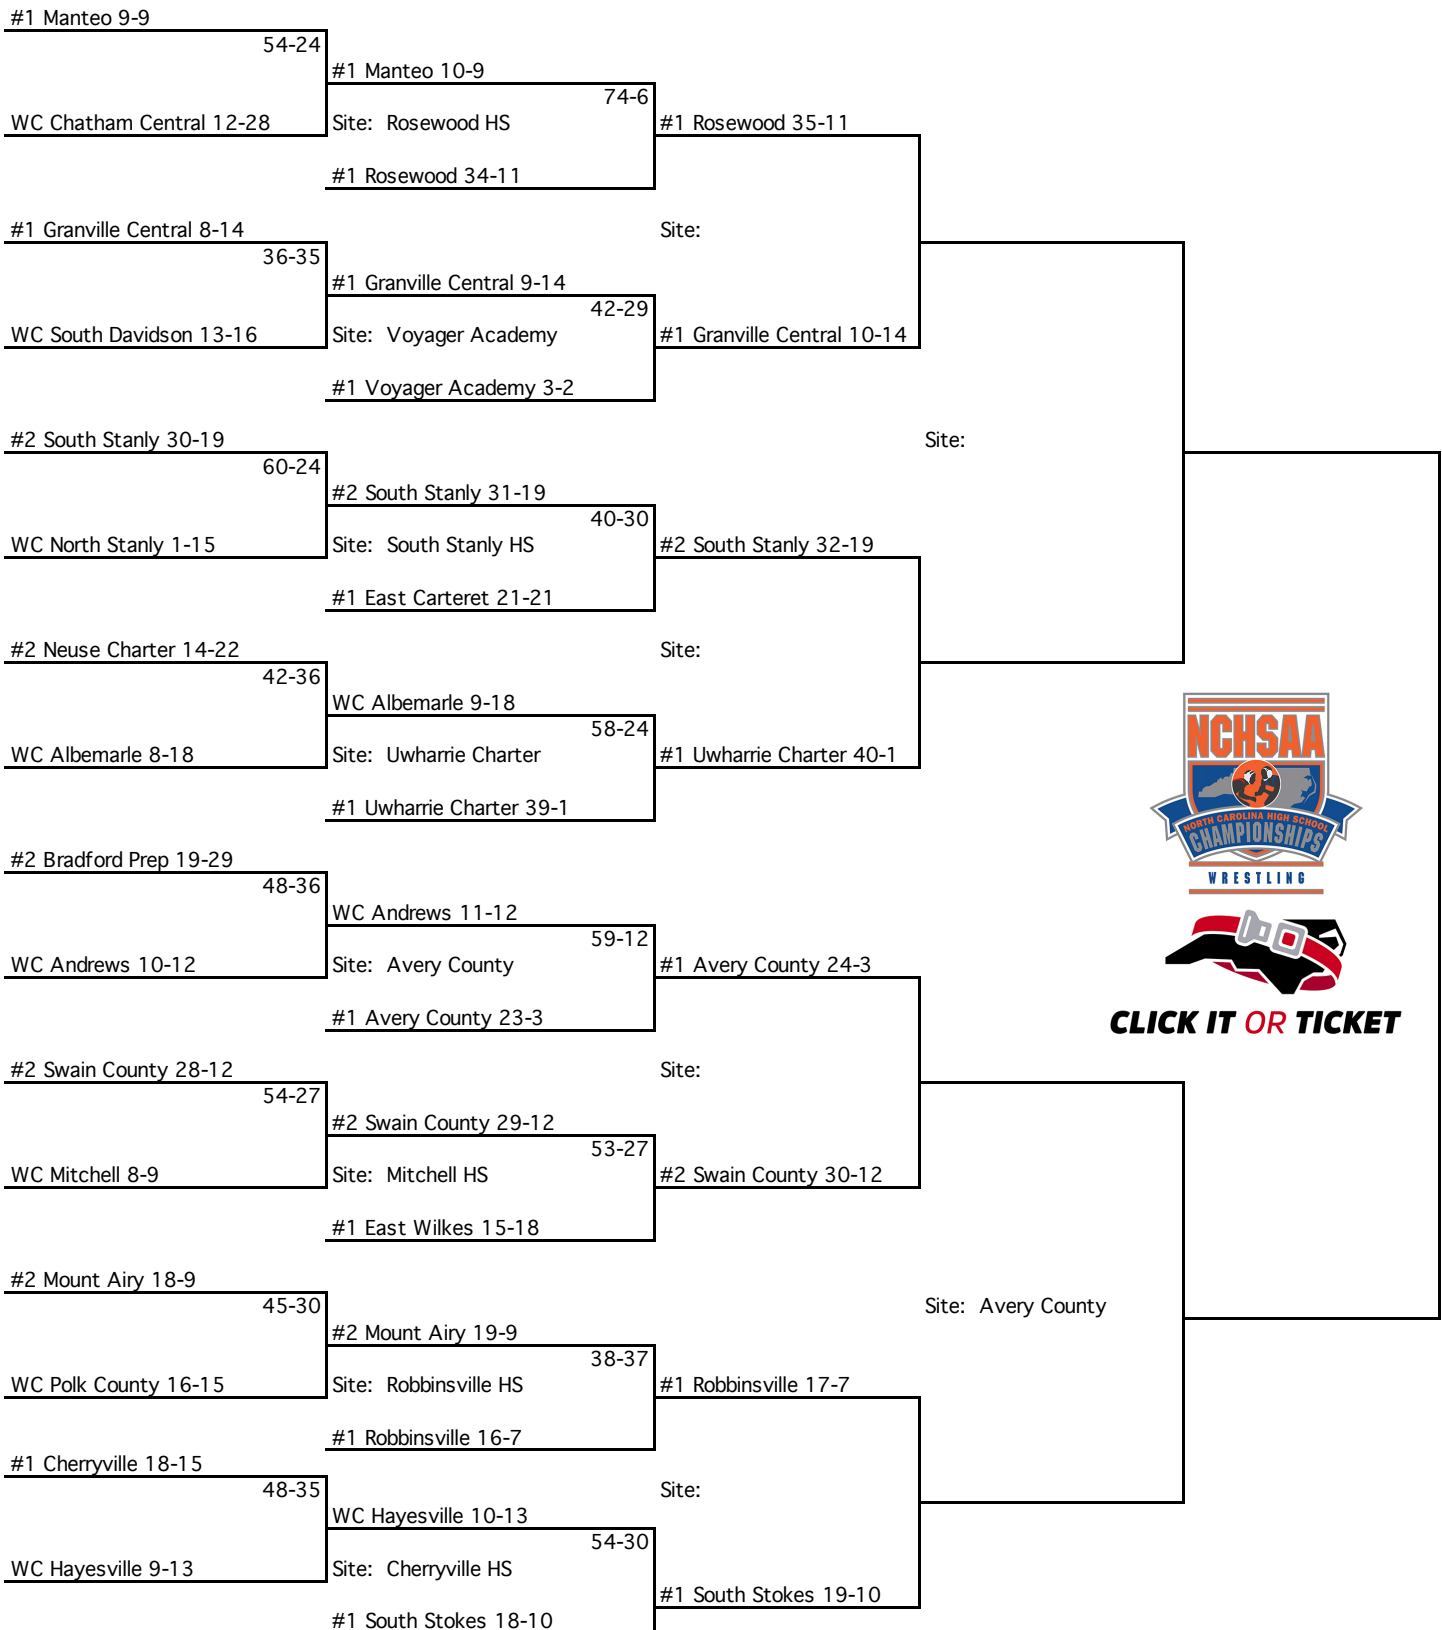 #1 Manteo 9-9
54-24
#1 Manteo 10-9
74-6
WC Chatham Central 12-28
Site: Rosewood HS
#1 Rosewood 35-11
#1 Rosewood 34-11
#1 Granville Central 8-14
Site:
36-35
#1 Granville Central 9-14
42-29
WC South Davidson 13-16
Site: Voyager Academy
#1 Granville Central 10-14
#1 Voyager Academy 3-2
#2 South Stanly 30-19
Site:
60-24
#2 South Stanly 31-19
40-30
WC North Stanly 1-15
Site: South Stanly HS
#2 South Stanly 32-19
#1 East Carteret 21-21
#2 Neuse Charter 14-22
Site:
42-36
WC Albemarle 9-18
58-24
WC Albemarle 8-18
Site: Uwharrie Charter
#1 Uwharrie Charter 40-1
#1 Uwharrie Charter 39-1
NCHSAA
NORTH CAROLINA HIGH SCHOOL
CHAMPIONSHIPS
WRESTLING
#2 Bradford Prep 19-29
48-36
WC Andrews 11-12
59-12
WC Andrews 10-12
Site: Avery County
#1 Avery County 24-3
#1 Avery County 23-3
CLICK IT OR TICKET
#2 Swain County 28-12
Site:
54-27
#2 Swain County 29-12
53-27
WC Mitchell 8-9
Site: Mitchell HS
#2 Swain County 30-12
#1 East Wilkes 15-18
#2 Mount Airy 18-9
45-30
Site: Avery County
#2 Mount Airy 19-9
38-37
WC Polk County 16-15
Site: Robbinsville HS
#1 Robbinsville 17-7
#1 Robbinsville 16-7
#1 Cherryville 18-15
48-35
Site:
WC Hayesville 10-13
54-30
WC Hayesville 9-13
Site: Cherryville HS
#1 South Stokes 19-10
#1 South Stokes 18-10